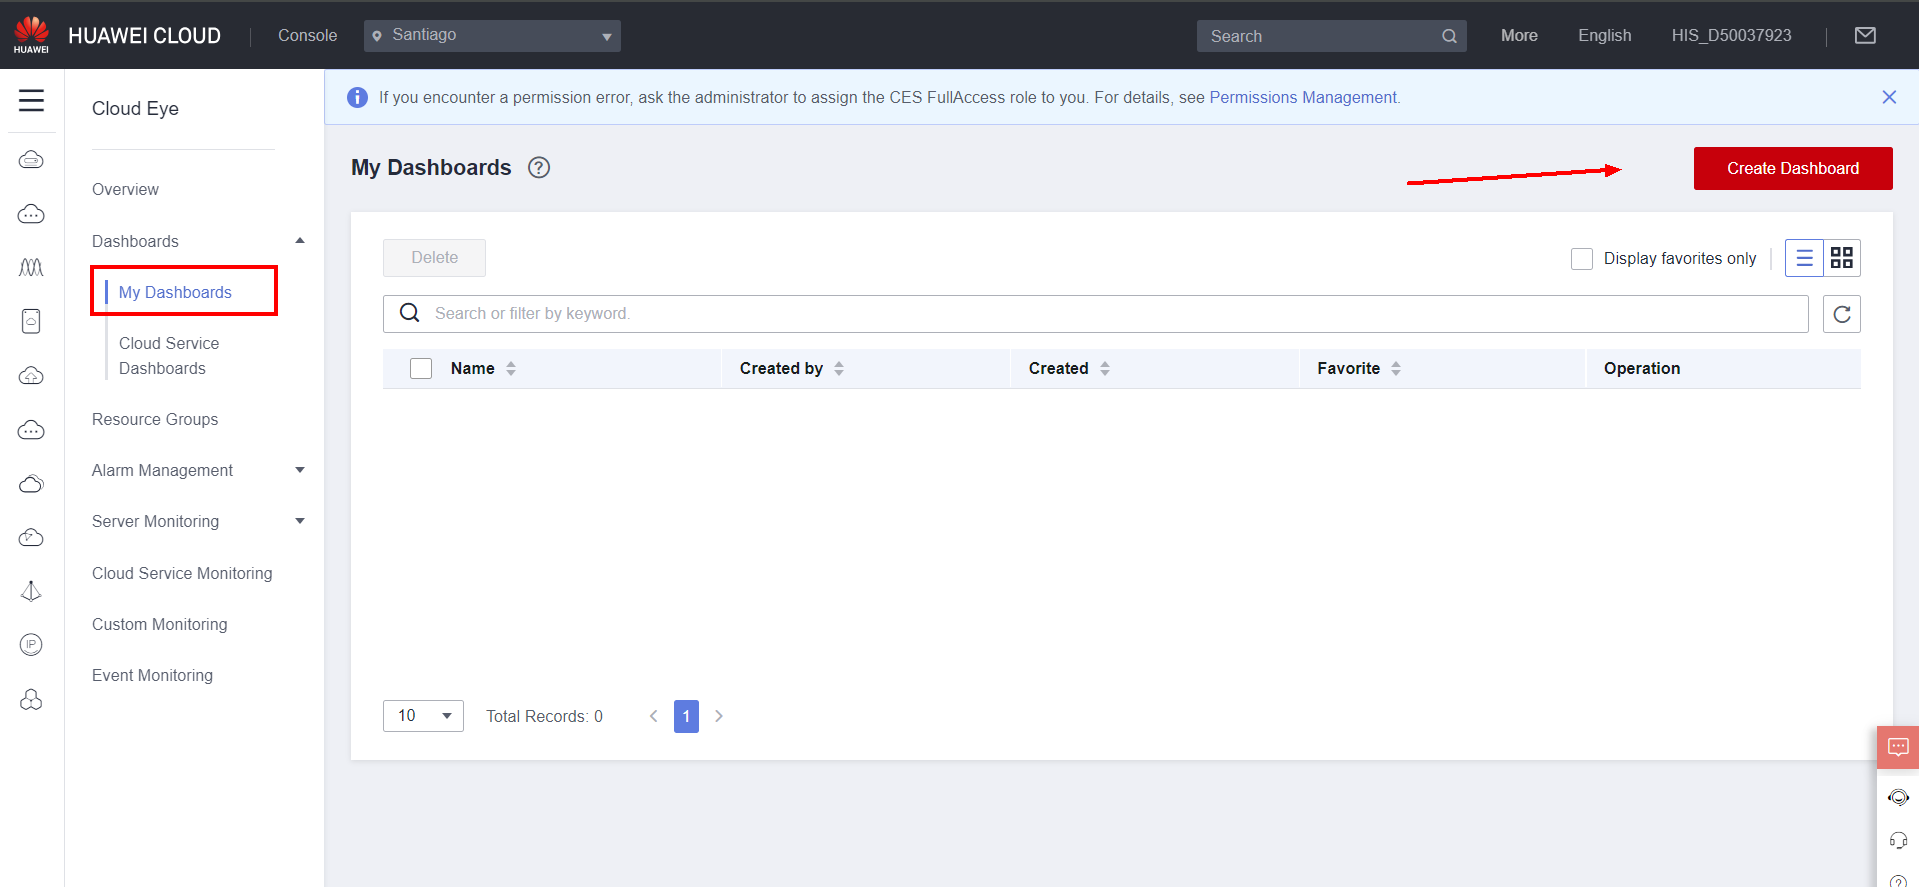 HUAWEI
HUAWEI CLOUD
Console
Santiago
Search
More
English
HIS_D50037923
Cloud Eye
Overview
Dashboards
My Dashboards
Cloud Service
Dashboards
Resource Groups
Alarm Management
Server Monitoring
Cloud Service Monitoring
Custom Monitoring
Event Monitoring
IP
If you encounter a permission error, ask the administrator to assign the CES FullAccess role to you. For details, see Permissions Management.
My Dashboards
Create Dashboard
Delete
Display favorites only
Search or filter by keyword.
Name
Created by
Created
Favorite
Operation
10
Total Records: 0
1